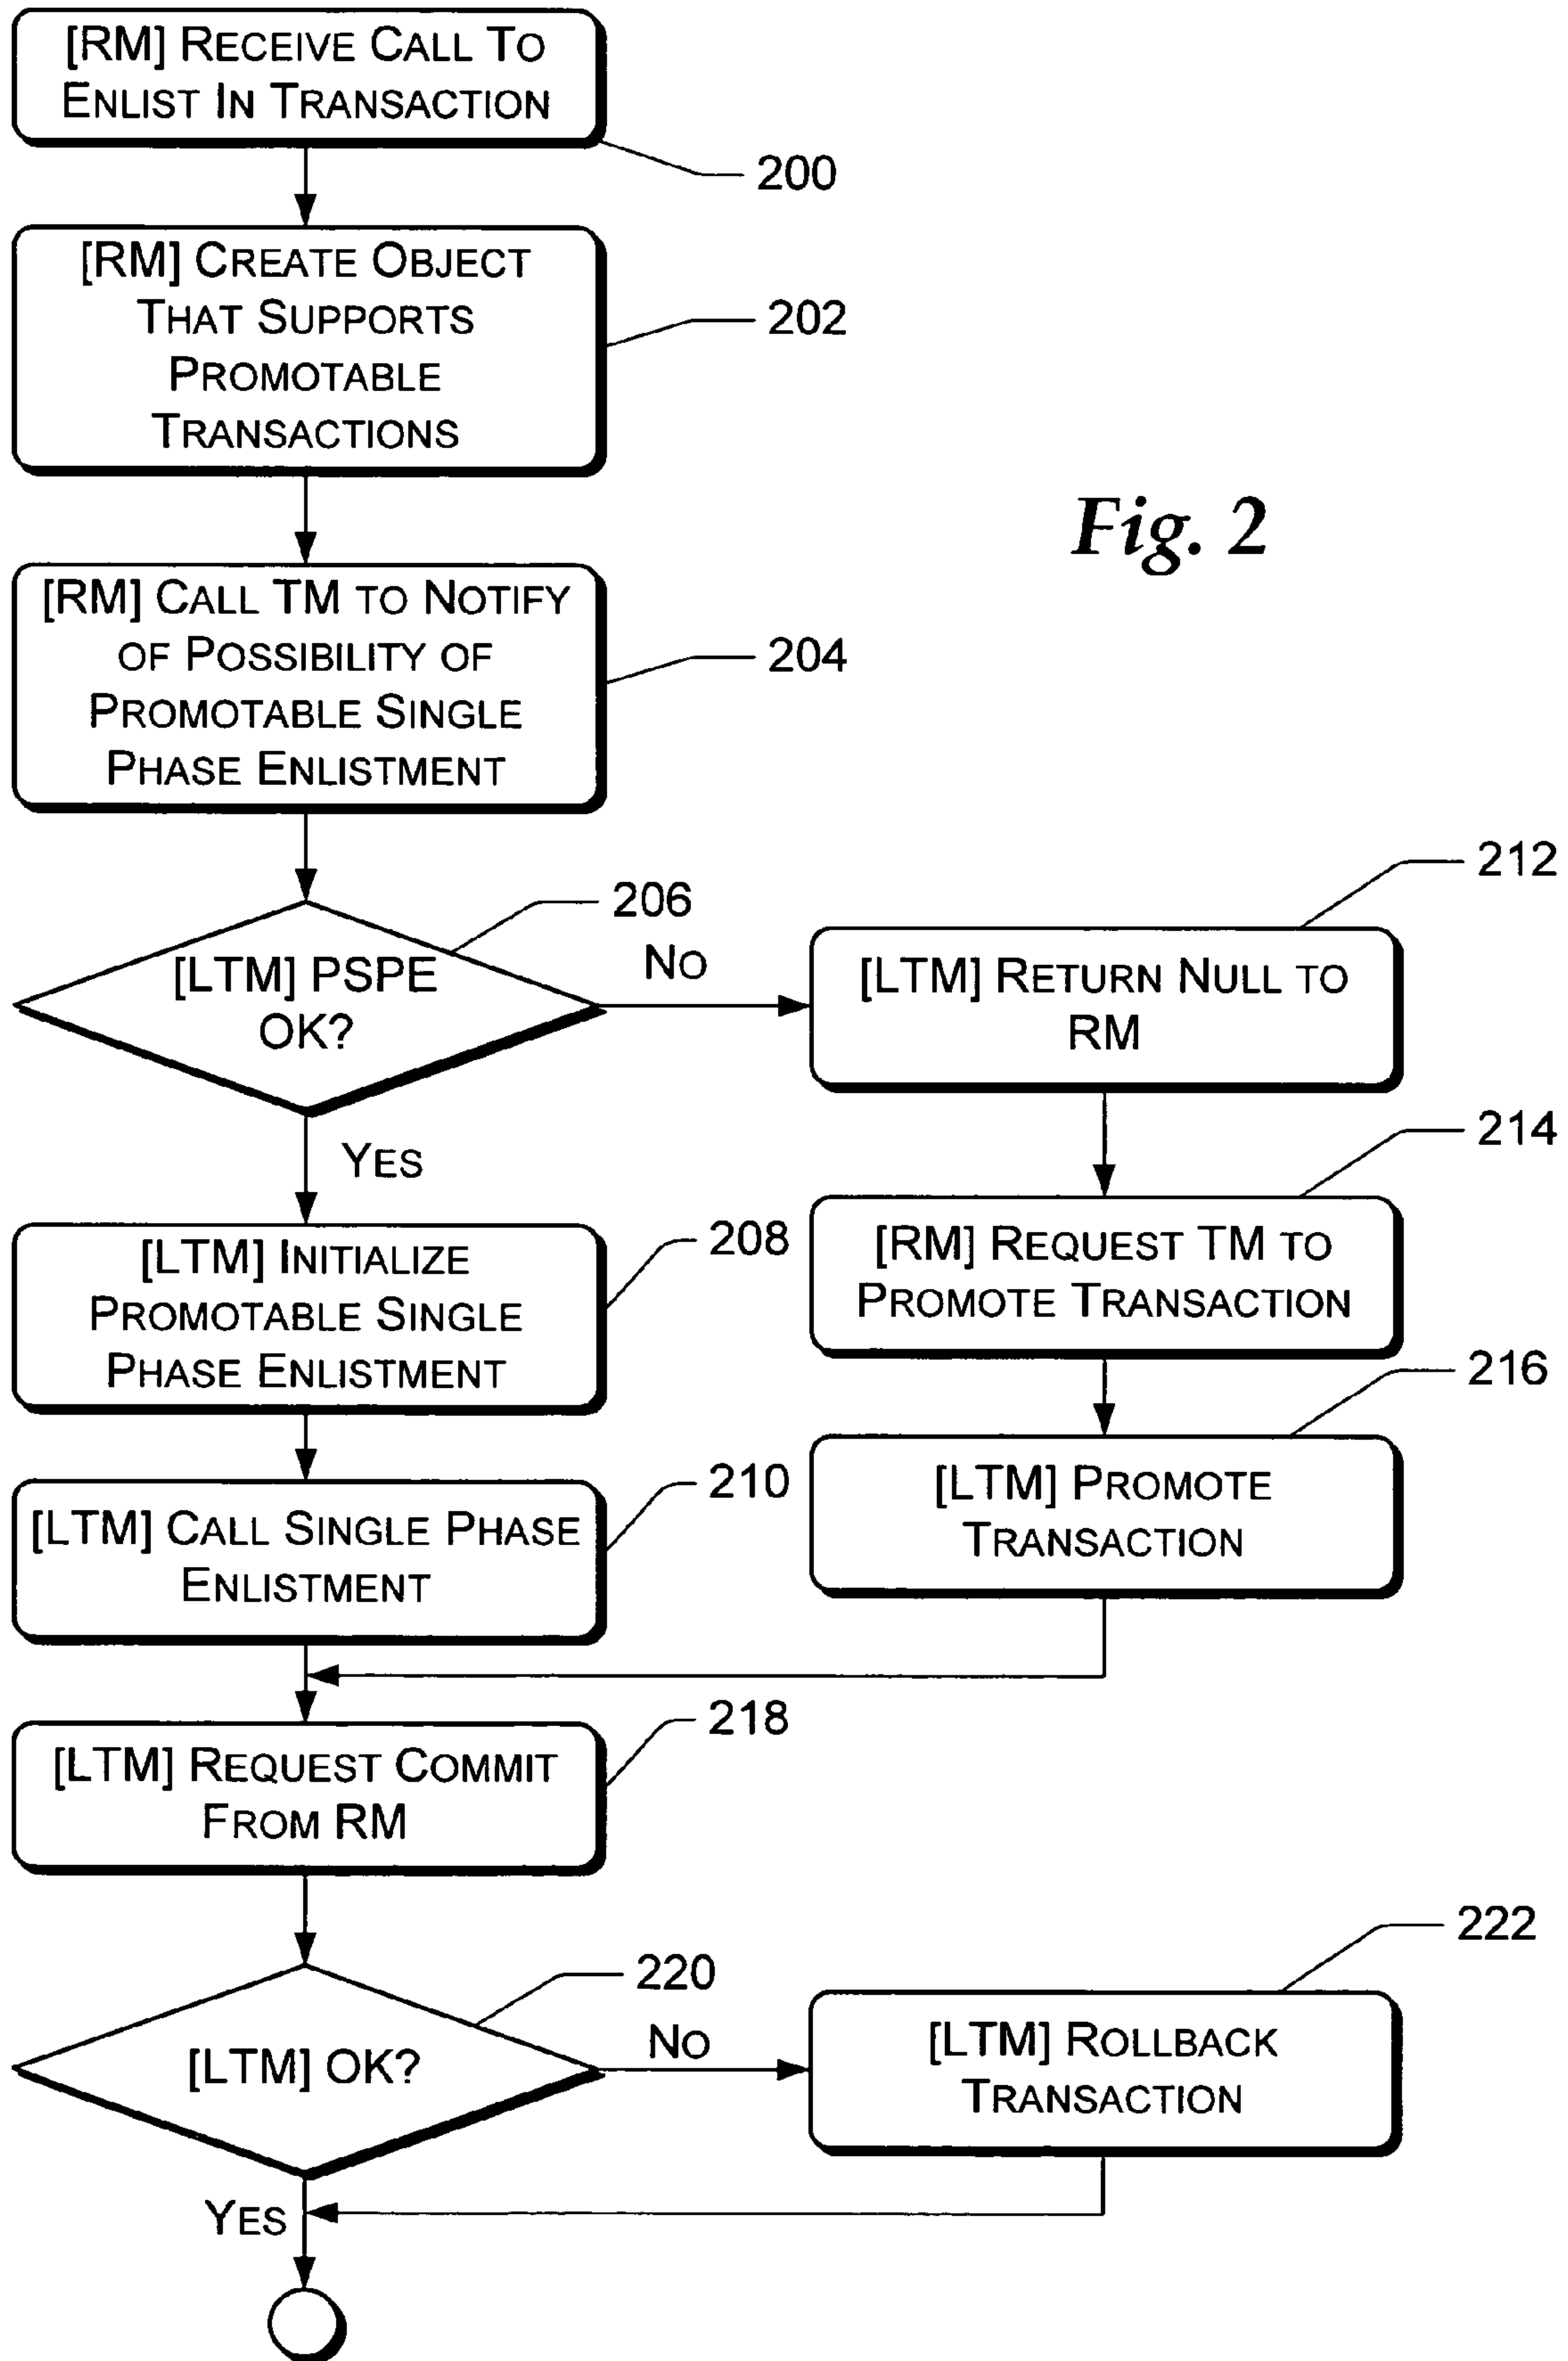 [RM] RECEIVE CALL TO
ENLIST IN TRANSACTION
200
[RM] CREATE OBJECT
THAT SUPPORTS
PROMOTABLE
TRANSACTIONS
202
Fig. 2
[RM] CALL TM TO NOTIFY
OF POSSIBILITY OF
PROMOTABLE SINGLE
PHASE ENLISTMENT
204
206
[LTM] PSPE
OK?
NO
212
[LTM] RETURN NULL TO
RM
YES
214
[RM] REQUEST TM TO
PROMOTE TRANSACTION
208
[LTM] INITIALIZE
PROMOTABLE SINGLE
PHASE ENLISTMENT
216
[LTM] PROMOTE
TRANSACTION
210
[LTM] CALL SINGLE PHASE
ENLISTMENT
218
[LTM] REQUEST COMMIT
FROM RM
220
[LTM] OK?
NO
222
[LTM] ROLLBACK
TRANSACTION
YES